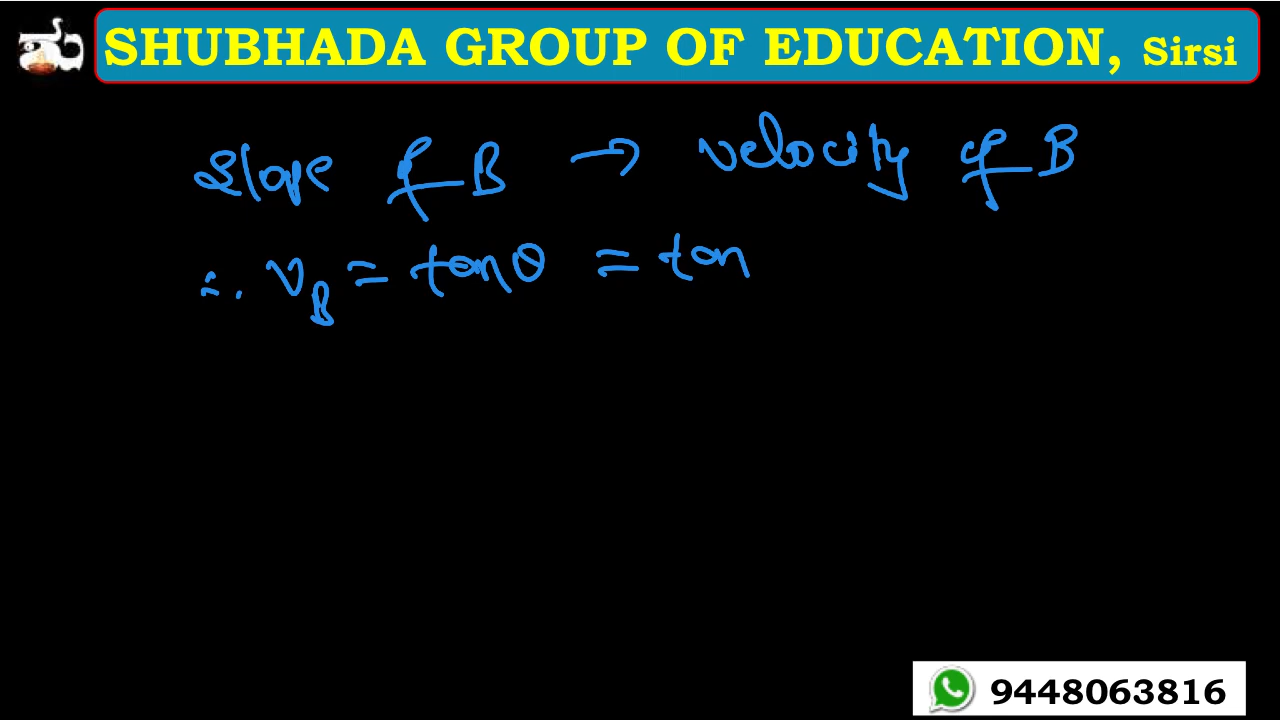 ಶು
SHUBHADA GROUP OF EDUCATION, Sirsi
Slope of B → velocity of B
∴ V_B = tanθ = tan
9448063816